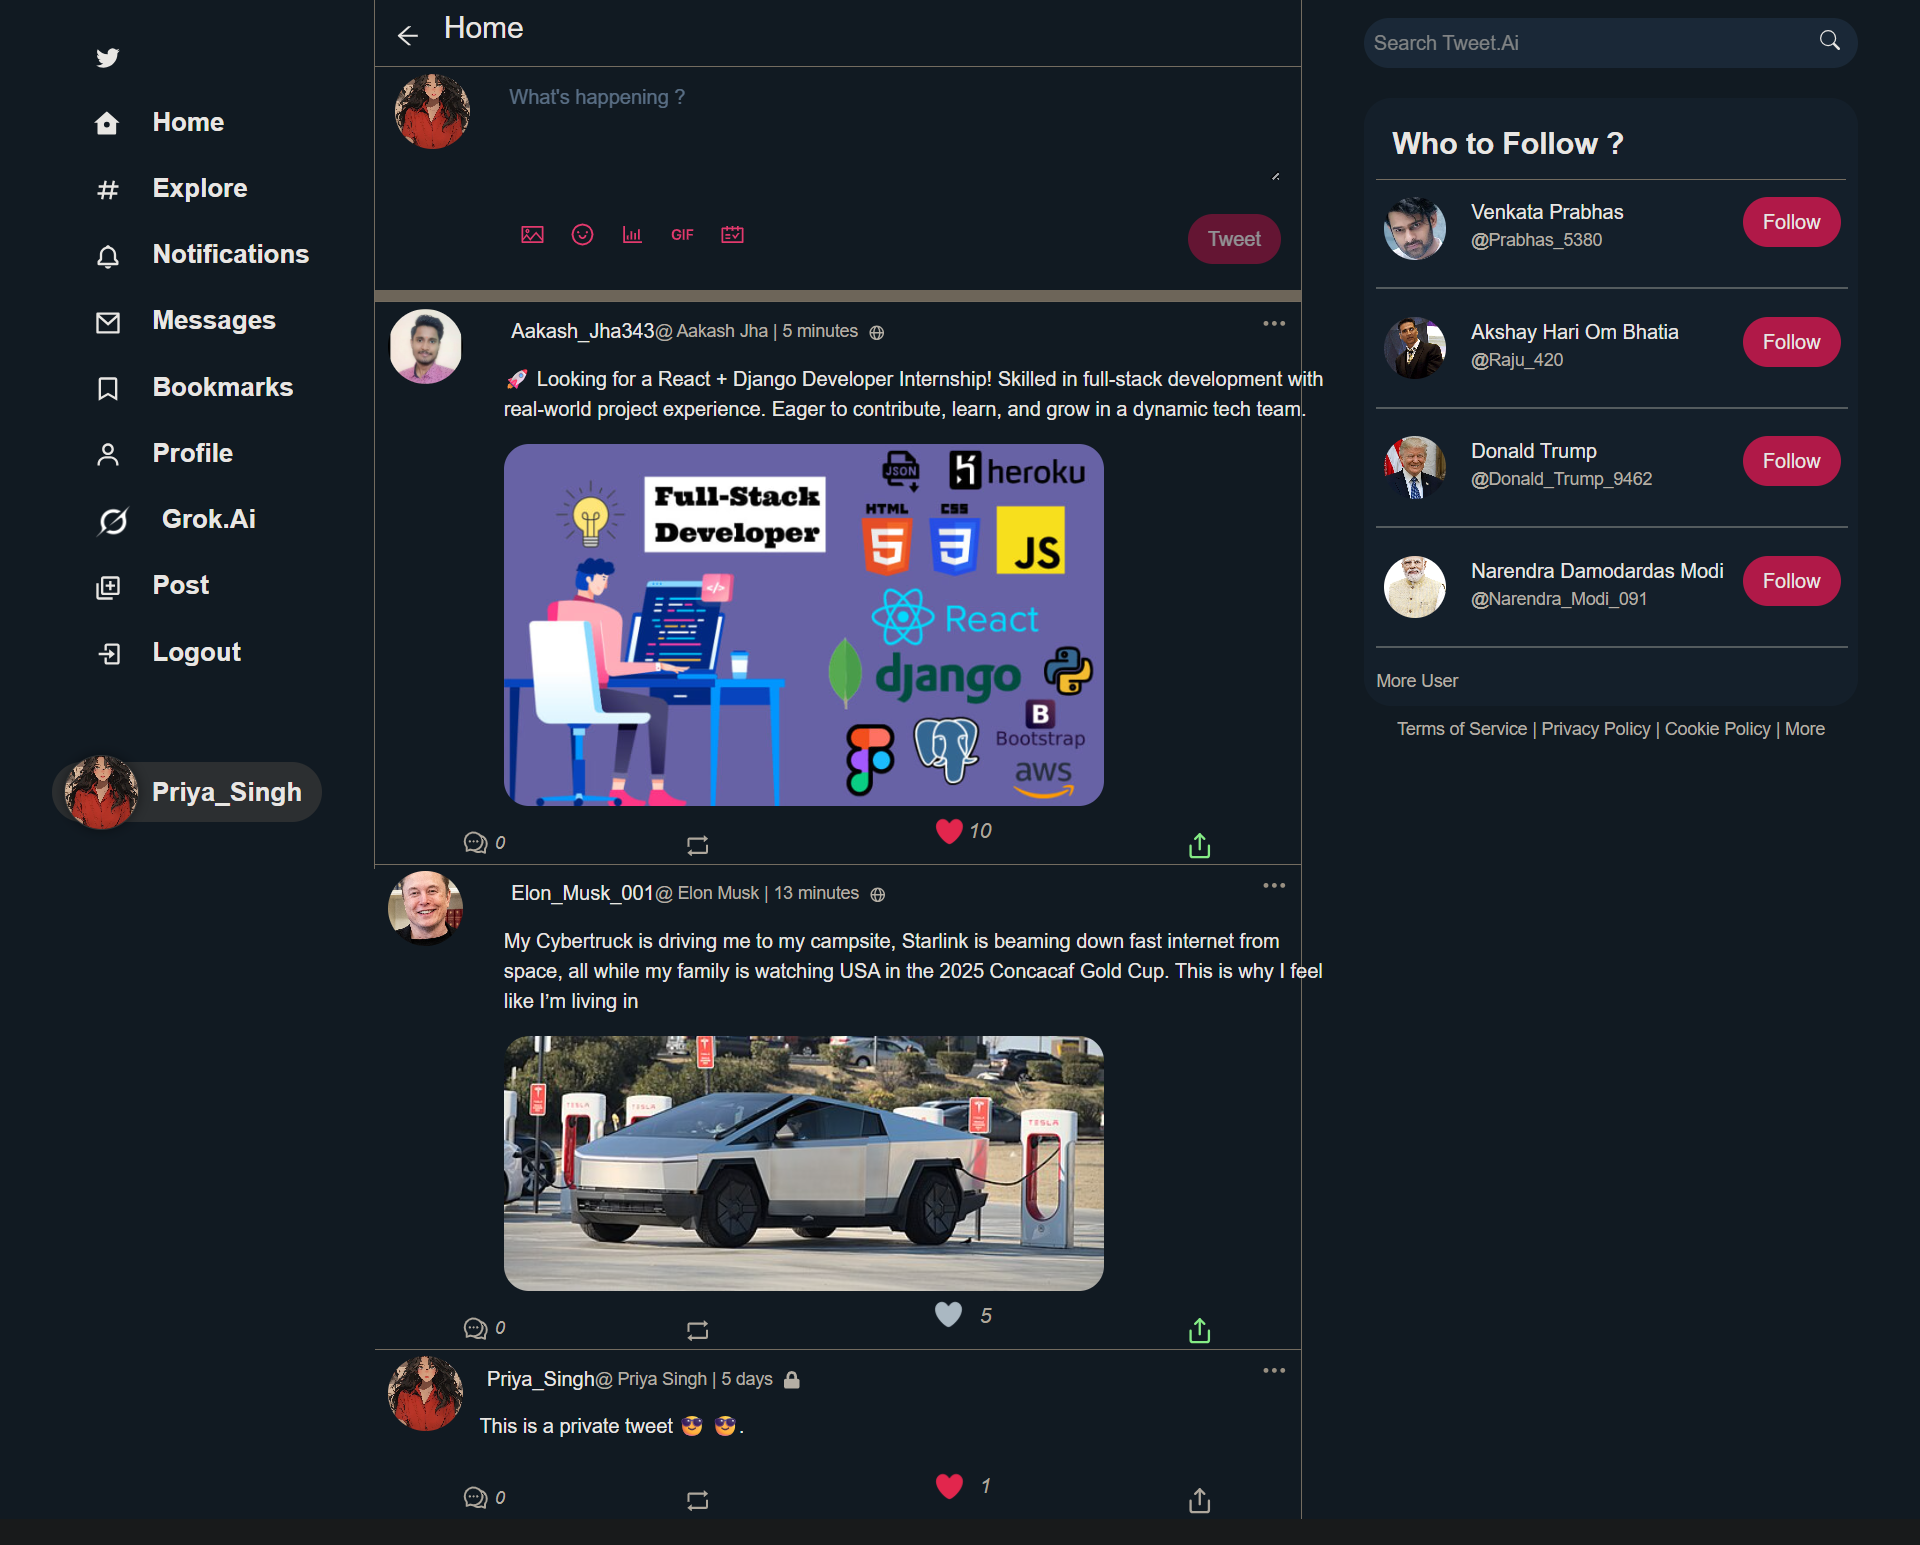 Home
Explore
Notifications
Messages
Bookmarks
Profile
Grok.Ai
Post
Logout
Priya_Singh
Home
What's happening ?
GIF
Tweet
Aakash_Jha343@ Aakash Jha | 5 minutes
🚀 Looking for a React + Django Developer Internship! Skilled in full-stack development with
real-world project experience. Eager to contribute, learn, and grow in a dynamic tech team.
Full-Stack
Developer
</>
JSON
heroku
HTML
5
CSS
3
JS
React
django
B
Bootstrap
aws
0
10
Elon_Musk_001@ Elon Musk | 13 minutes
My Cybertruck is driving me to my campsite, Starlink is beaming down fast internet from
space, all while my family is watching USA in the 2025 Concacaf Gold Cup. This is why I feel
like I’m living in
TESLA
TESLA
TESLA
0
5
Priya_Singh@ Priya Singh | 5 days
This is a private tweet 😎 😎.
0
1
Search Tweet.Ai
Who to Follow ?
Venkata Prabhas
@Prabhas_5380
Follow
Akshay Hari Om Bhatia
@Raju_420
Follow
Donald Trump
@Donald_Trump_9462
Follow
Narendra Damodardas Modi
@Narendra_Modi_091
Follow
More User
Terms of Service | Privacy Policy | Cookie Policy | More